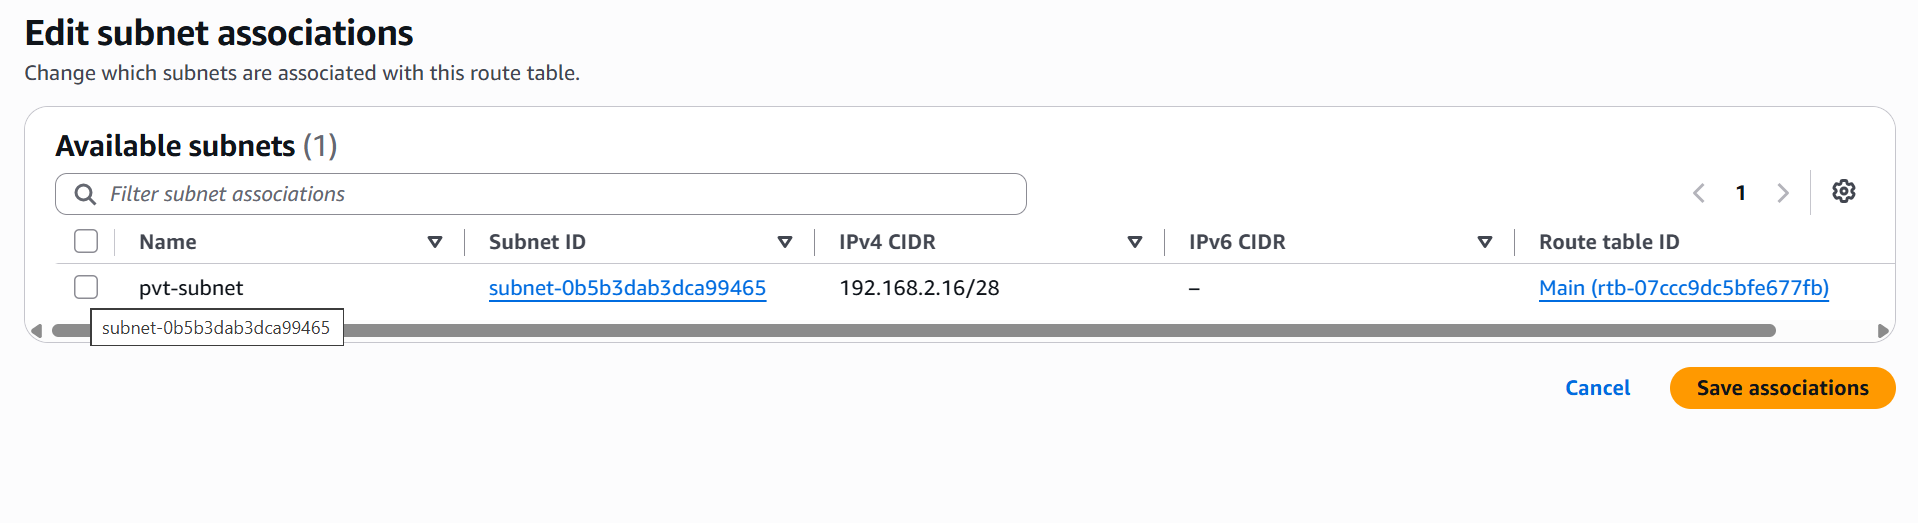 Edit subnet associations
Change which subnets are associated with this route table.
Available subnets (1)
Filter subnet associations
1
Name Subnet ID IPv4 CIDR IPv6 CIDR Route table ID
pvt-subnet subnet-0b5b3dab3dca99465 192.168.2.16/28 – Main (rtb-07ccc9dc5bfe677fb)
subnet-0b5b3dab3dca99465
Cancel Save associations